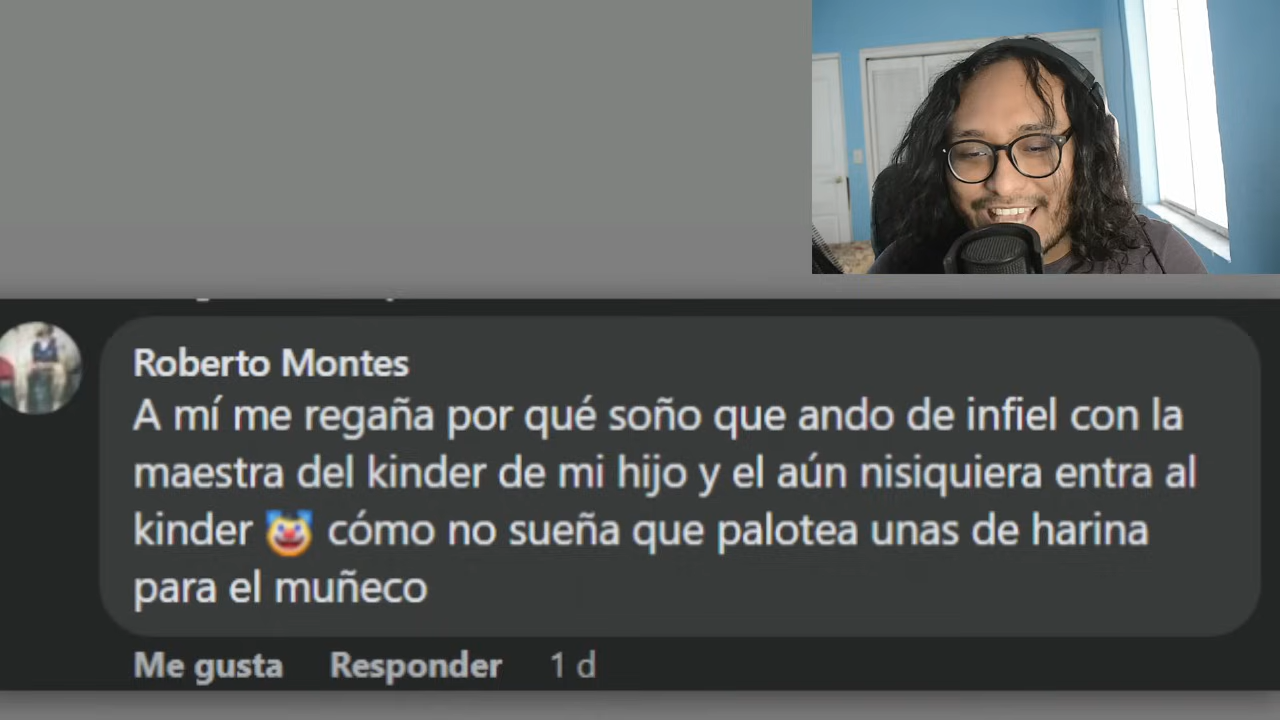 Roberto Montes
A mí me regaña por qué soño que ando de infiel con la
maestra del kinder de mi hijo y el aún nisiquiera entra al
kinder 🤡 cómo no sueña que palotea unas de harina
para el muñeco
Me gusta Responder 1 d